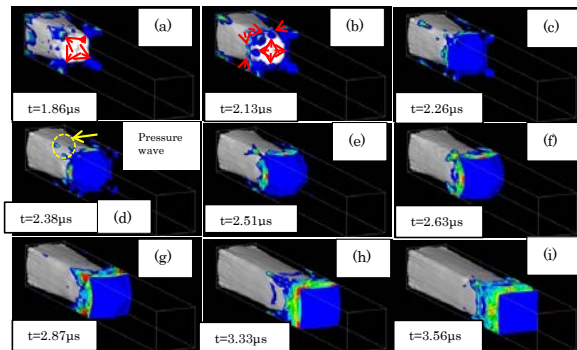 (a)
t=1.86μs
(b)
t=2.13μs
(c)
t=2.26μs
Pressure
wave
t=2.38μs
(d)
(e)
t=2.51μs
(f)
t=2.63μs
(g)
t=2.87μs
(h)
t=3.33μs
(i)
t=3.56μs